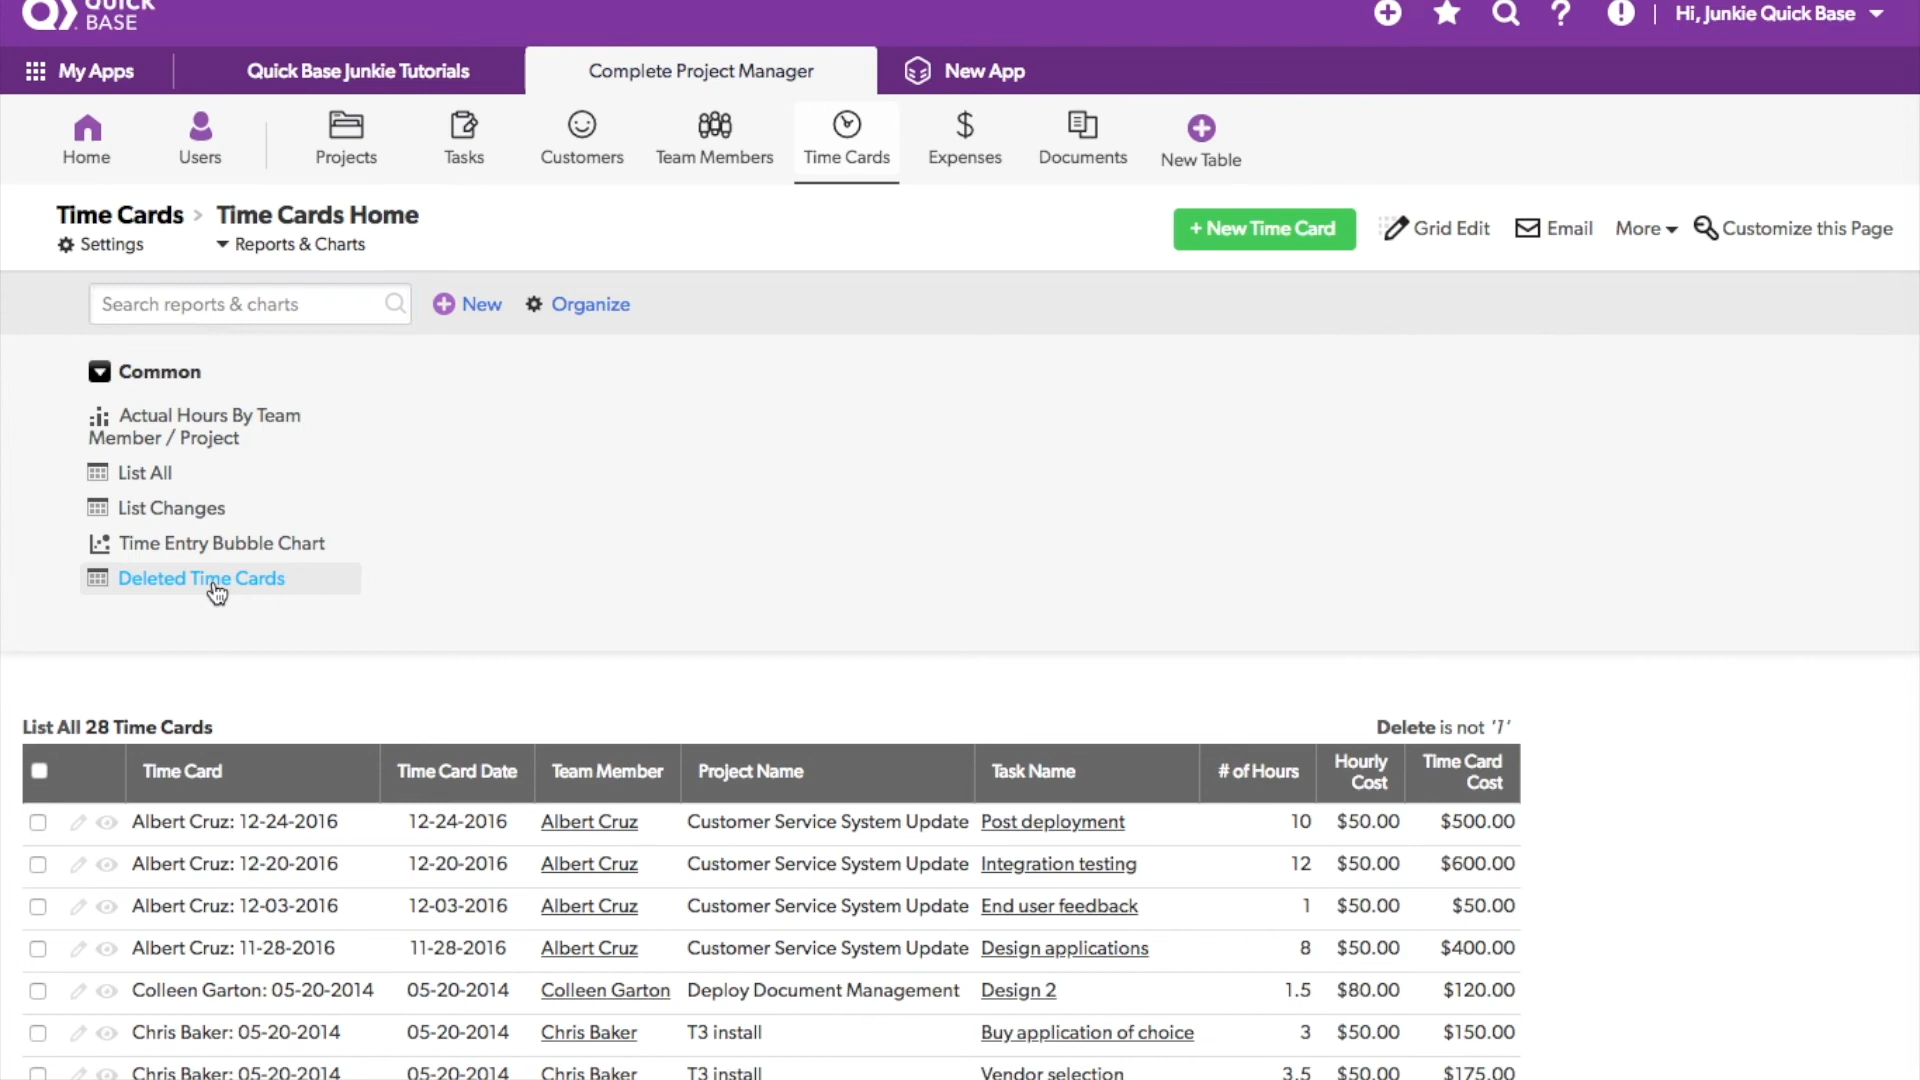 QUICK
BASE
Hi, Junkie Quick Base
My Apps
Quick Base Junkie Tutorials
Complete Project Manager
New App
Home
Users
Projects
Tasks
Customers
Team Members
Time Cards
Expenses
Documents
New Table
Time Cards > Time Cards Home
Settings
Reports & Charts
+ New Time Card
Grid Edit
Email
More
Customize this Page
Search reports & charts
New
Organize
Common
Actual Hours By Team
Member / Project
List All
List Changes
Time Entry Bubble Chart
Deleted Time Cards
List All 28 Time Cards
Delete is not '1'
Time Card Time Card Date Team Member Project Name Task Name # of Hours Hourly Cost Time Card Cost
Albert Cruz: 12-24-2016 12-24-2016 Albert Cruz Customer Service System Update Post deployment 10 $50.00 $500.00
Albert Cruz: 12-20-2016 12-20-2016 Albert Cruz Customer Service System Update Integration testing 12 $50.00 $600.00
Albert Cruz: 12-03-2016 12-03-2016 Albert Cruz Customer Service System Update End user feedback 1 $50.00 $50.00
Albert Cruz: 11-28-2016 11-28-2016 Albert Cruz Customer Service System Update Design applications 8 $50.00 $400.00
Colleen Garton: 05-20-2014 05-20-2014 Colleen Garton Deploy Document Management Design 2 1.5 $80.00 $120.00
Chris Baker: 05-20-2014 05-20-2014 Chris Baker T3 install Buy application of choice 3 $50.00 $150.00
Chris Baker: 05-20-2014 05-20-2014 Chris Baker T3 install Vendor selection 3.5 $50.00 $175.00